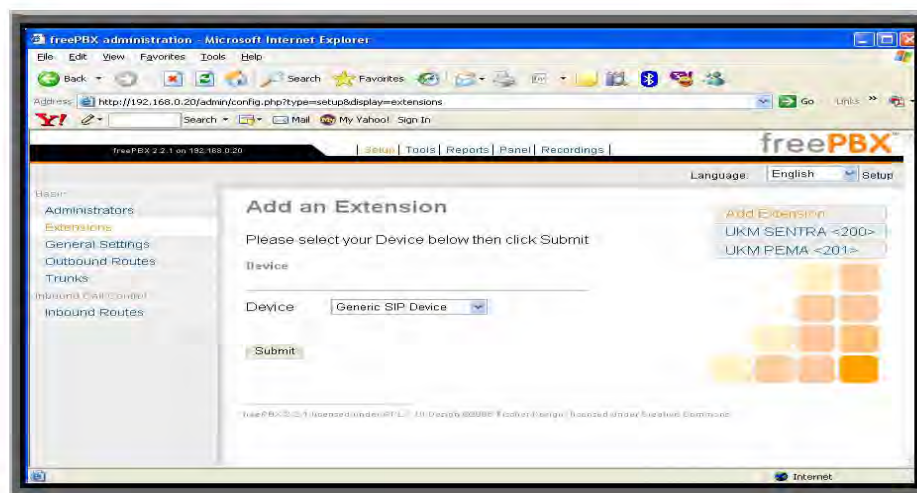 freePBX administration - Microsoft Internet Explorer
File Edit View Favorites Tools Help
Back Search Favorites
Address http://192.168.0.20/admin/config.php?type=setup&display=extensions Go Links »
Y! Search Mail My Yahoo! Sign In
freePBX 2.2.1 on 192.168.0.20 | Setup | Tools | Reports | Panel | Recordings | freePBX
Language: English Setup
Basic
Administrators
Extensions
General Settings
Outbound Routes
Trunks
Inbound Call Control
Inbound Routes
Add an Extension
Please select your Device below then click Submit
Device
Device Generic SIP Device
Submit
Add Extension
UKM SENTRA <200>
UKM PEMA <201>
Internet